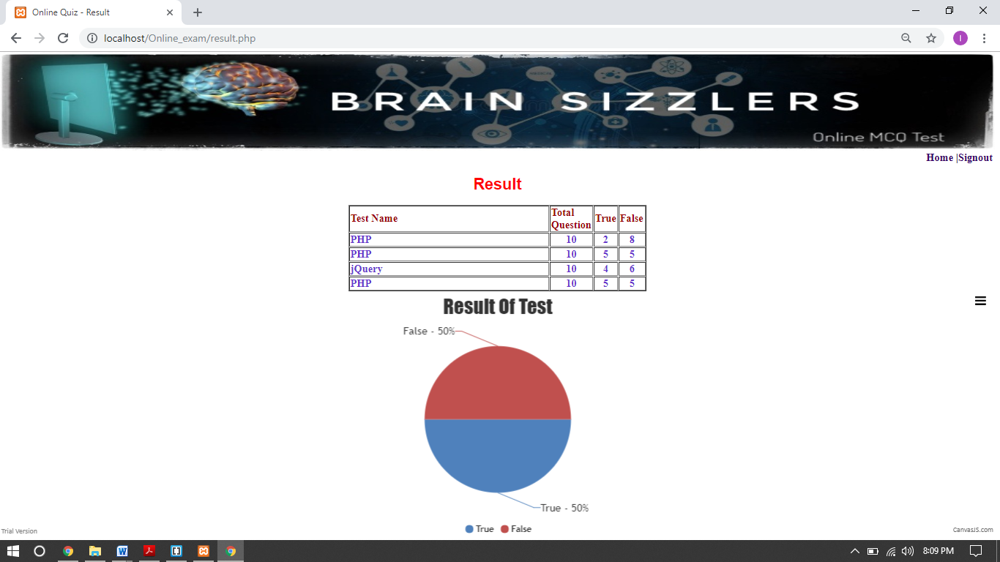 Online Quiz - Result
localhost/Online_exam/result.php
I
MEDICAL
BRAIN SIZZLERS
Online MCQ Test
Home |Signout
Result
Test Name Total Question True False
PHP 10 2 8
PHP 10 5 5
jQuery 10 4 6
PHP 10 5 5
Result Of Test
False - 50%
True - 50%
True False
Trial Version
CanvasJS.com
8:09 PM